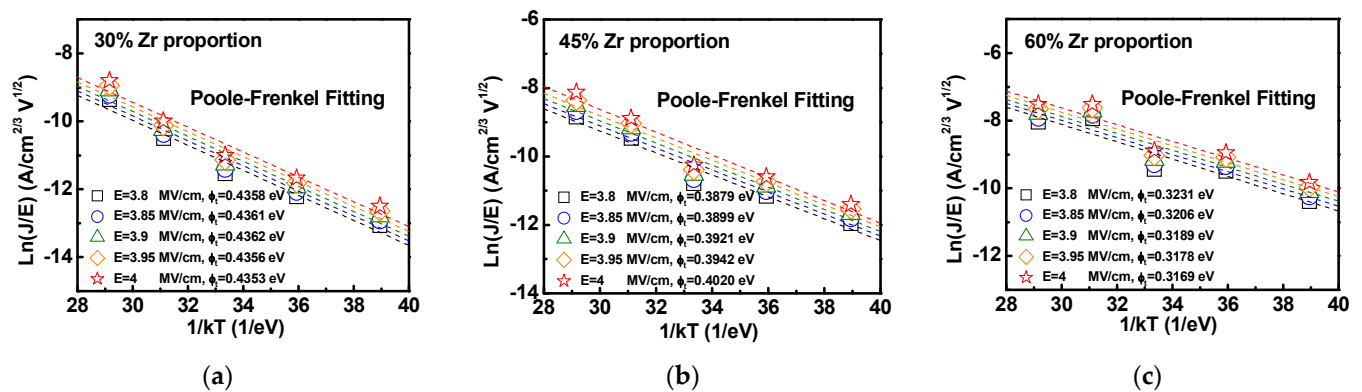 30% Zr proportion
Poole-Frenkel Fitting
Ln(J/E) (A/cm^2/3 V^1/2)
-8
-10
-12
-14
E=3.8 MV/cm, ϕt=0.4358 eV
E=3.85 MV/cm, ϕt=0.4361 eV
E=3.9 MV/cm, ϕt=0.4362 eV
E=3.95 MV/cm, ϕt=0.4356 eV
E=4 MV/cm, ϕt=0.4353 eV
28 30 32 34 36 38 40
1/kT (1/eV)
(a)
45% Zr proportion
Poole-Frenkel Fitting
Ln(J/E) (A/cm^2/3 V^1/2)
-6
-8
-10
-12
-14
E=3.8 MV/cm, ϕt=0.3879 eV
E=3.85 MV/cm, ϕt=0.3899 eV
E=3.9 MV/cm, ϕt=0.3921 eV
E=3.95 MV/cm, ϕt=0.3942 eV
E=4 MV/cm, ϕt=0.4020 eV
28 30 32 34 36 38 40
1/kT (1/eV)
(b)
60% Zr proportion
Poole-Frenkel Fitting
Ln(J/E) (A/cm^2/3 V^1/2)
-6
-8
-10
-12
E=3.8 MV/cm, ϕt=0.3231 eV
E=3.85 MV/cm, ϕt=0.3206 eV
E=3.9 MV/cm, ϕt=0.3189 eV
E=3.95 MV/cm, ϕt=0.3178 eV
E=4 MV/cm, ϕt=0.3169 eV
28 30 32 34 36 38 40
1/kT (1/eV)
(c)